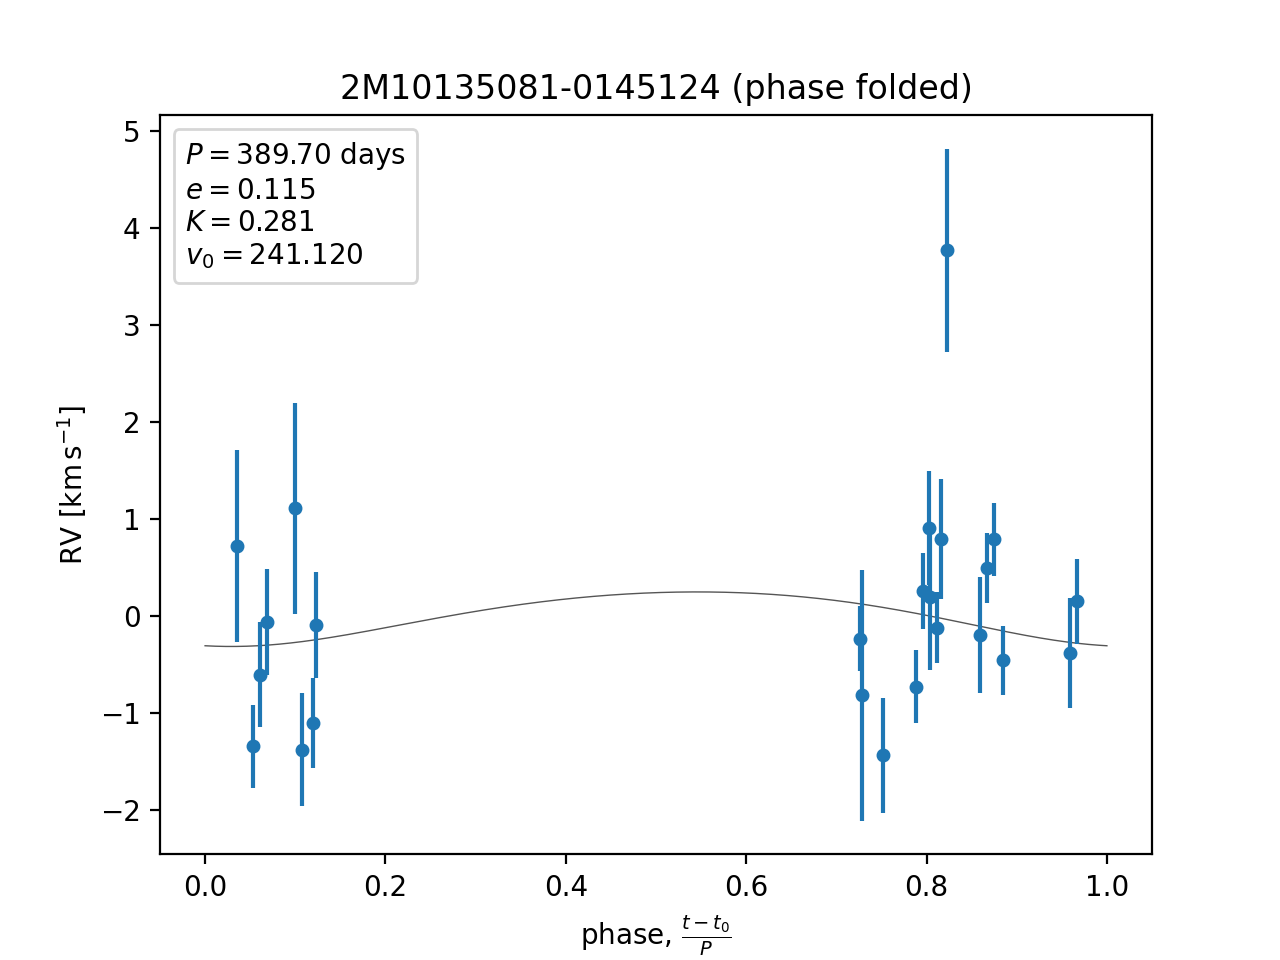 2M10135081-0145124 (phase folded)
P = 389.70 days
e = 0.115
K = 0.281
v₀ = 241.120
5
4
3
2
1
0
−1
−2
RV [km s⁻¹]
0.0 0.2 0.4 0.6 0.8 1.0
phase, (t − t₀)/P